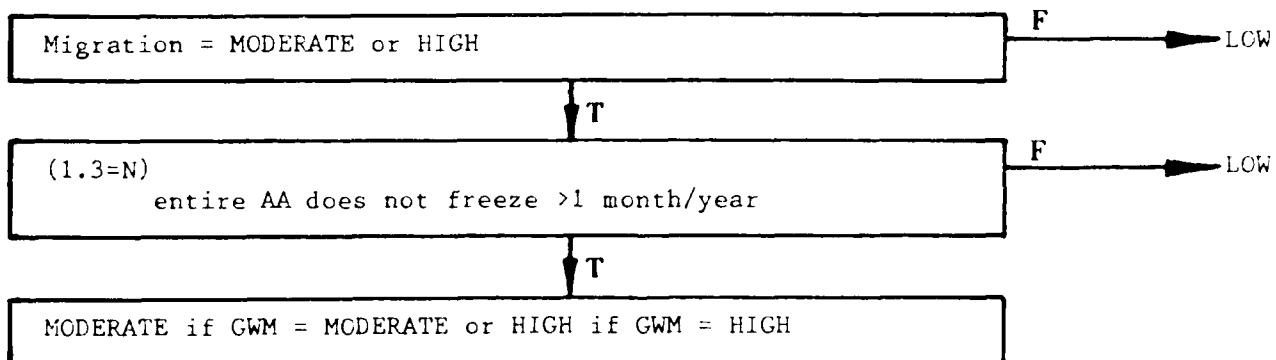 Migration = MODERATE or HIGH
F
LOW
T
(1.3=N)
entire AA does not freeze >1 month/year
F
LOW
T
MODERATE if GWM = MODERATE or HIGH if GWM = HIGH